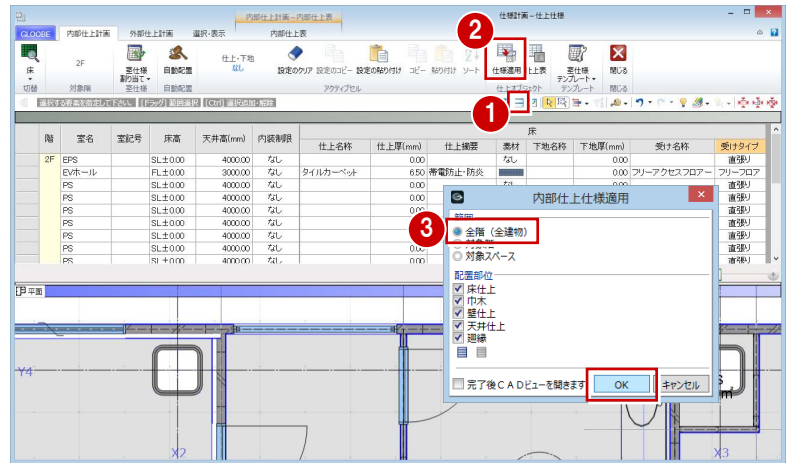 内部仕上計画－内部仕上表
仕様計画－仕上仕様
GLOOBE 内部仕上計画 外部仕上計画 選択・表示 内部仕上表
床 2F 室仕様割り当て 自動配置 仕上-下地 なし 設定のクリア 設定のコピー 設定の貼り付け コピー 貼り付け ソート 仕様適用 仕上表 室仕様テンプレート 閉じる
切替 対象階 室仕様 自動配置 アクティブセル 仕上オブジェクト テンプレート 閉じる
選択する要素を指定して下さい。 [[ドラッグ] 範囲選択 [Ctrl] 選択追加・解除
2
1
床
階 室名 室記号 床高 天井高(mm) 内装制限 仕上名称 仕上厚(mm) 仕上摘要 素材 下地名称 下地厚(mm) 受け名称 受けタイプ
2F EPS SL±0.00 4000.00 なし 0.00 なし 0.00 直張り
EVホール FL±0.00 3000.00 なし タイルカーペット 6.50 帯電防止・防炎 0.00 フリーアクセスフロアー フリーフロア
PS SL±0.00 4000.00 なし 0.00 なし 0.00 直張り
PS SL±0.00 4000.00 なし 0.00 直張り
PS SL±0.00 4000.00 なし 0.00 直張り
PS SL±0.00 4000.00 なし 直張り
PS SL±0.00 4000.00 なし 0.00 直張り
PS SL±0.00 4000.00 なし 0.00 直張り
内部仕上仕様適用
範囲
3
全階（全建物）
対象階
対象スペース
配置部位
床仕上
巾木
壁仕上
天井仕上
廻縁
完了後ＣＡＤビューを開きます
OK キャンセル
平面
Y4
X2
X3